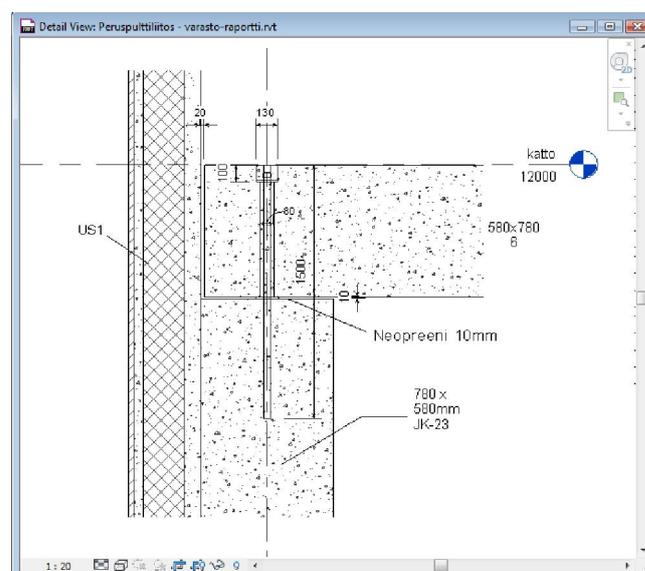 Detail View: Peruspulttiliitos - varasto-raportti.rvt
2D
20
130
katto
12000
100
80
US1
580x780
6
1500
10
Neopreeni 10mm
780 x
580mm
JK-23
1 : 20